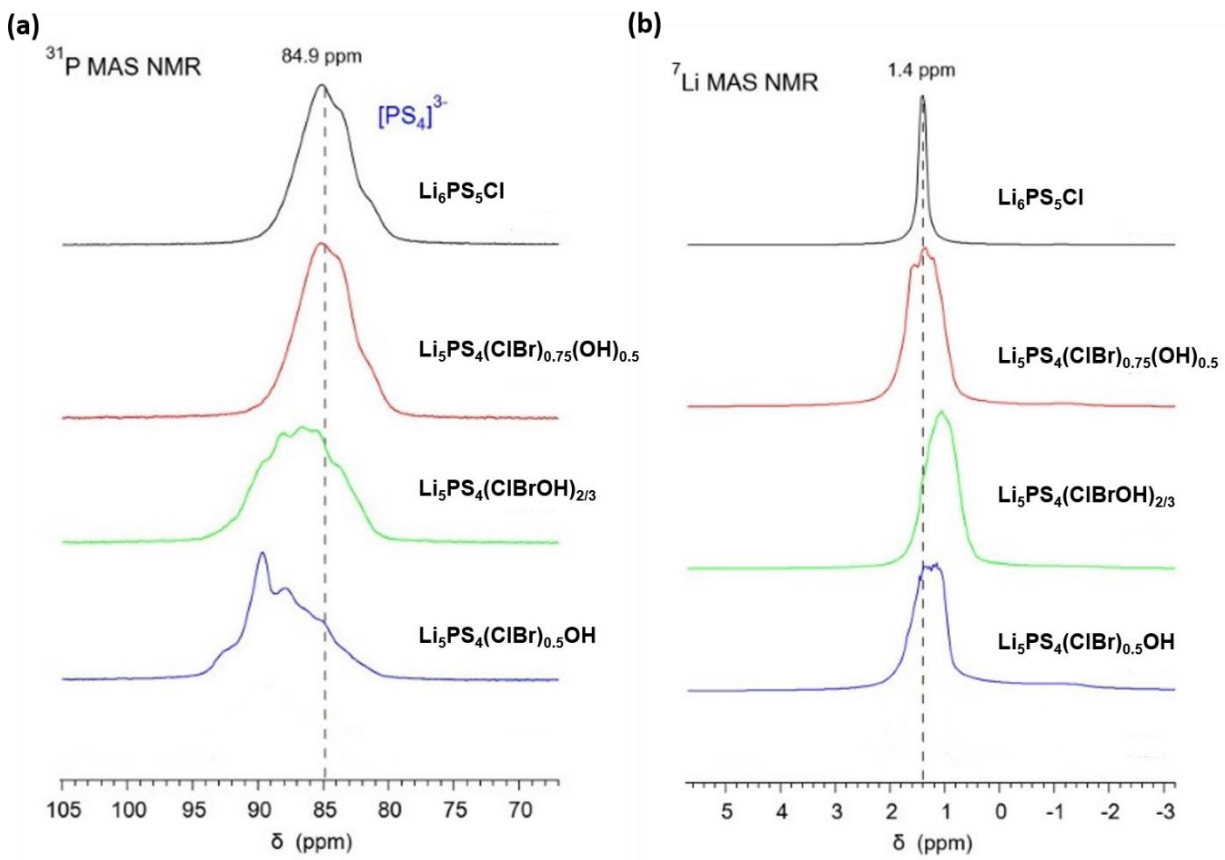 (a)
³¹P MAS NMR
84.9 ppm
[PS₄]³⁻
Li₆PS₅Cl
Li₅PS₄(ClBr)₀.₇₅(OH)₀.₅
Li₅PS₄(ClBrOH)₂/₃
Li₅PS₄(ClBr)₀.₅OH
105 100 95 90 85 80 75 70
δ (ppm)
(b)
⁷Li MAS NMR
1.4 ppm
Li₆PS₅Cl
Li₅PS₄(ClBr)₀.₇₅(OH)₀.₅
Li₅PS₄(ClBrOH)₂/₃
Li₅PS₄(ClBr)₀.₅OH
5 4 3 2 1 0 -1 -2 -3
δ (ppm)